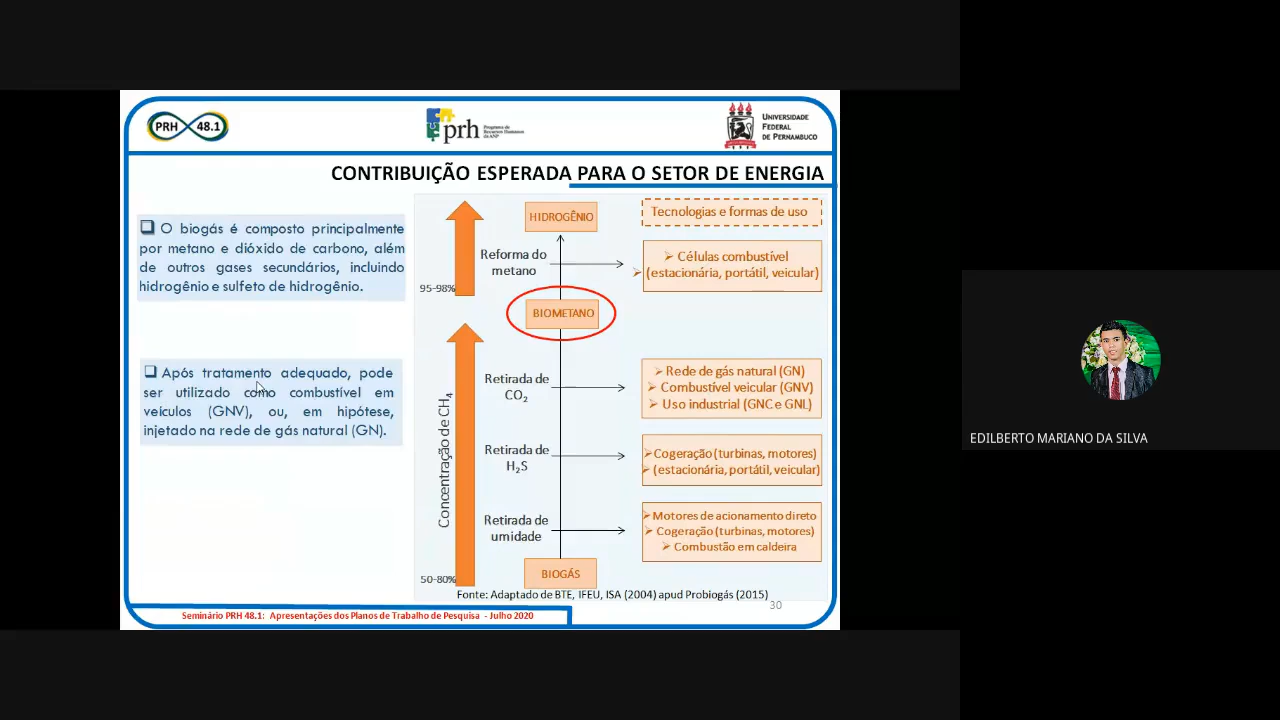 PRH 48.1
prh
Programa de
Recursos Humanos
da ANP
UNIVERSIDADE
FEDERAL
DE PERNAMBUCO
CONTRIBUIÇÃO ESPERADA PARA O SETOR DE ENERGIA
❑ O biogás é composto principalmente
por metano e dióxido de carbono, além
de outros gases secundários, incluindo
hidrogênio e sulfeto de hidrogênio.
❑ Após tratamento adequado, pode
ser utilizado como combustível em
veículos (GNV), ou, em hipótese,
injetado na rede de gás natural (GN).
HIDROGÊNIO
Tecnologias e formas de uso
Reforma do
metano
➢ Células combustível
➢ (estacionária, portátil, veicular)
95-98%
BIOMETANO
Concentração de CH₄
Retirada de
CO₂
➢ Rede de gás natural (GN)
➢ Combustível veicular (GNV)
➢ Uso industrial (GNC e GNL)
Retirada de
H₂S
➢ Cogeração (turbinas, motores)
➢ (estacionária, portátil, veicular)
Retirada de
umidade
➢ Motores de acionamento direto
➢ Cogeração (turbinas, motores)
➢ Combustão em caldeira
50-80%
BIOGÁS
Fonte: Adaptado de BTE, IFEU, ISA (2004) apud Probiogás (2015)
30
Seminário PRH 48.1: Apresentações dos Planos de Trabalho de Pesquisa - Julho 2020
EDILBERTO MARIANO DA SILVA